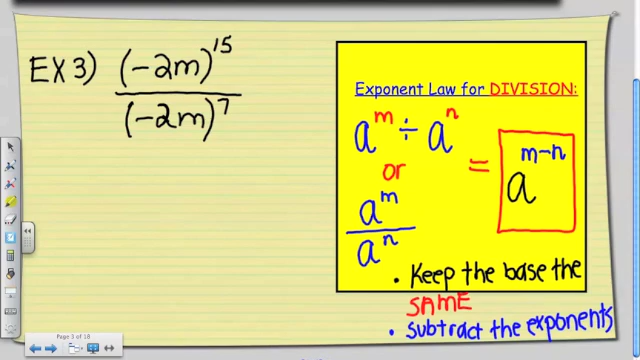 EX 3) (-2m)^15
(-2m)^7
Exponent Law for DIVISION:
a^m ÷ a^n
or
a^m
a^n
= a^m-n
• Keep the base the
SAME
• Subtract the exponents
Page 3 of 18